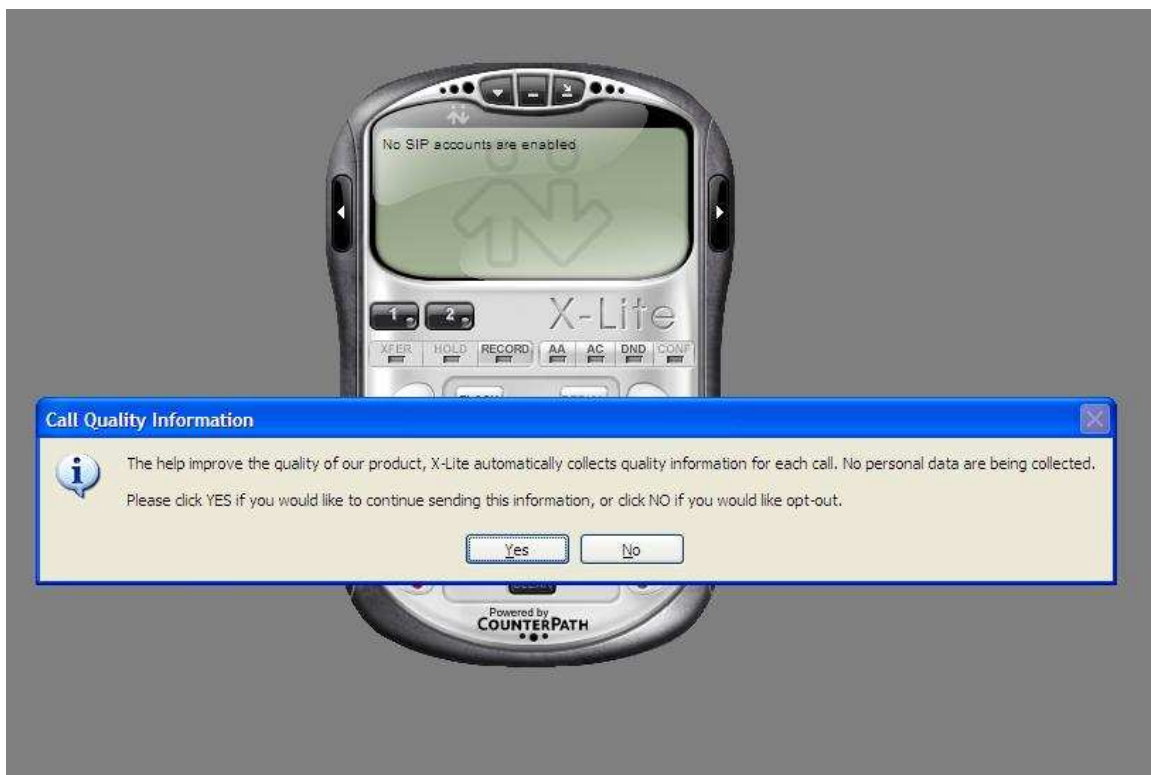 No SIP accounts are enabled
1 2
X-Lite
XFER HOLD RECORD AA AC DND CONF
Call Quality Information
The help improve the quality of our product, X-Lite automatically collects quality information for each call. No personal data are being collected.
Please click YES if you would like to continue sending this information, or click NO if you would like opt-out.
Yes No
Powered by
COUNTERPATH